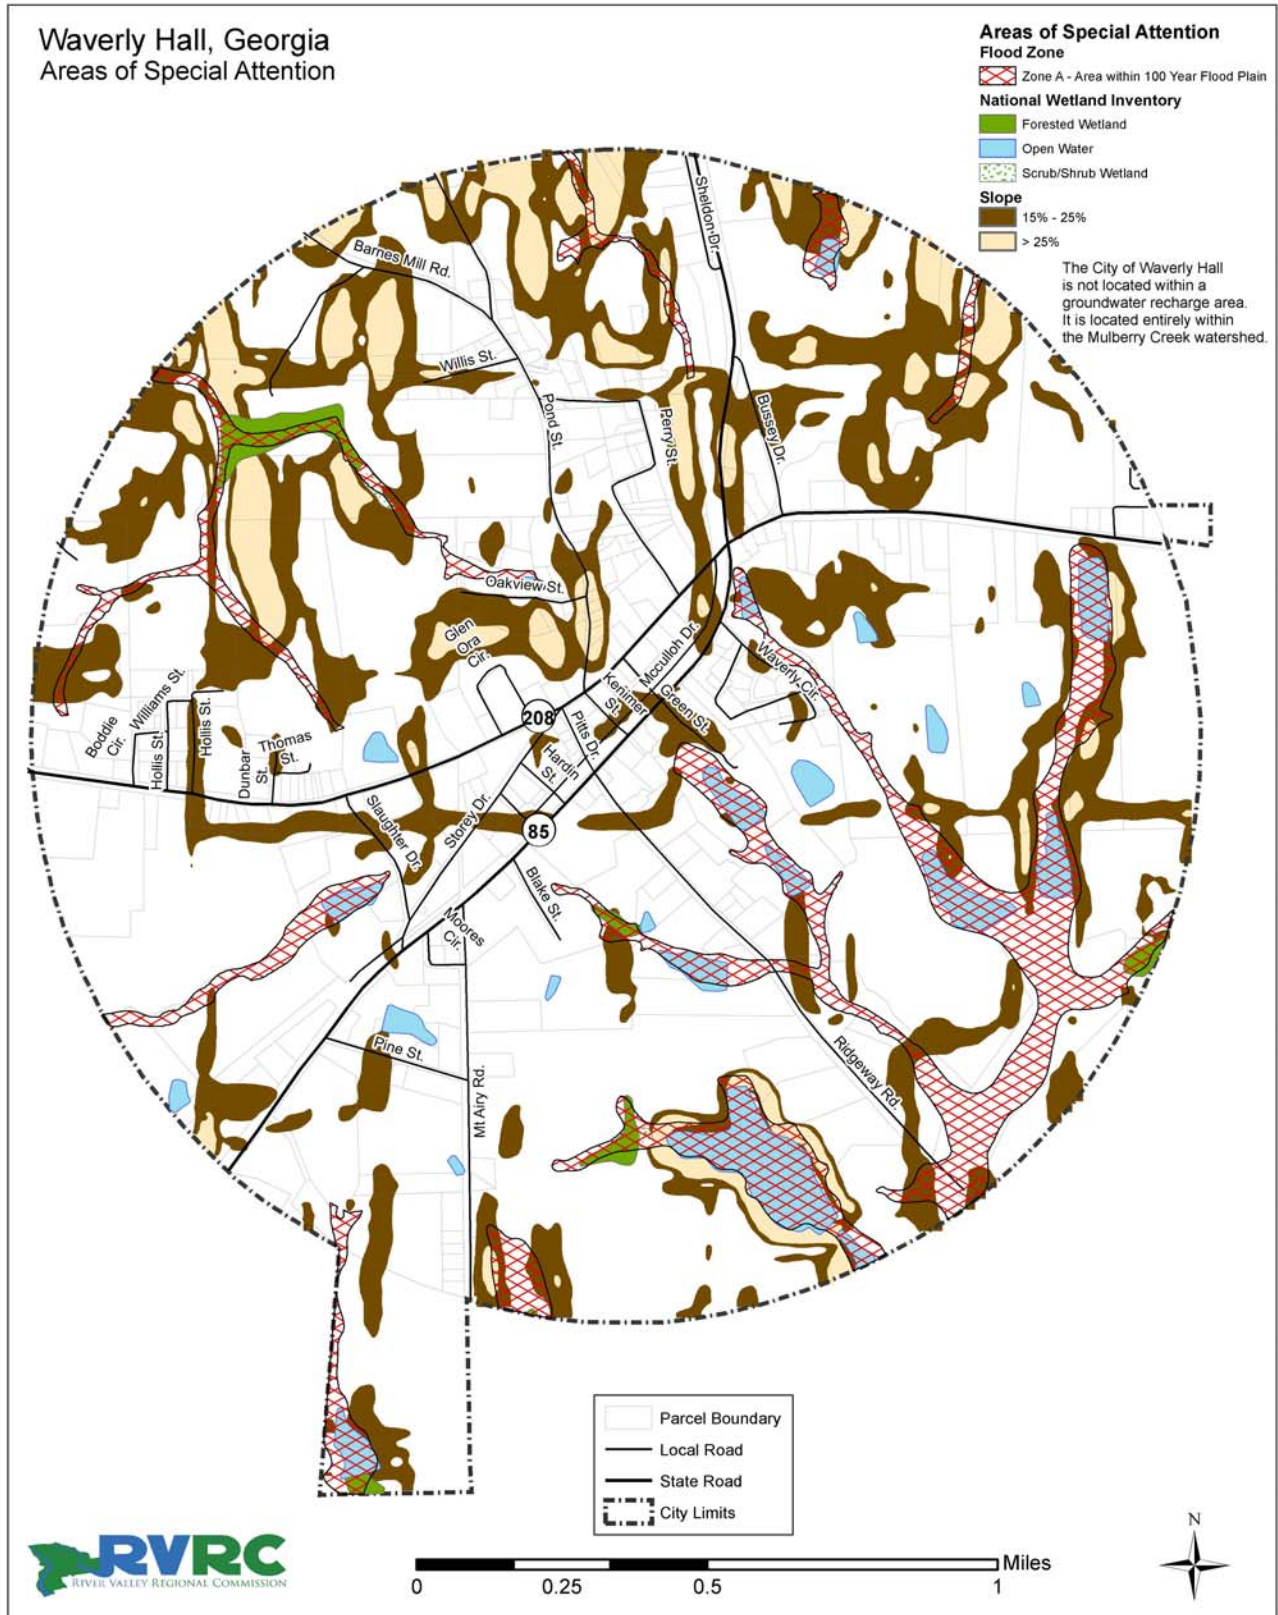 Waverly Hall, Georgia
Areas of Special Attention
Areas of Special Attention
Flood Zone
Zone A - Area within 100 Year Flood Plain
National Wetland Inventory
Forested Wetland
Open Water
Scrub/Shrub Wetland
Slope
15% - 25%
> 25%
The City of Waverly Hall
is not located within a
groundwater recharge area.
It is located entirely within
the Mulberry Creek watershed.
Sheldon Dr.
Barnes Mill Rd.
Willis St.
Pond St.
Perry St.
Bussey Dr.
Oakview St.
Glen
Ora
Cir.
Mcculloh Dr.
Waverly Cir.
Kenimer
St.
Green St.
Williams St.
Boddie
Cir.
Hollis St.
Hollis St.
Dunbar
St.
Thomas
St.
208
Pitts Dr.
Hardin
St.
Storey Dr.
Slaughter Dr.
85
Blake St.
Moores
Cir.
Pine St.
Mt Airy Rd.
Ridgeway Rd.
Parcel Boundary
Local Road
State Road
City Limits
RVRC
RIVER VALLEY REGIONAL COMMISSION
Miles
0
0.25
0.5
1
N